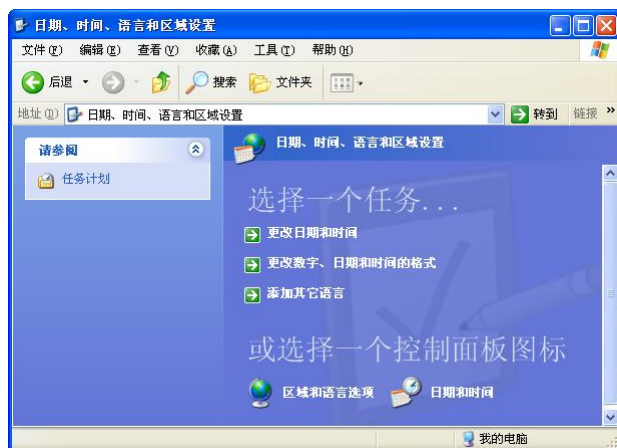 日期、时间、语言和区域设置
文件(F) 编辑(E) 查看(V) 收藏(A) 工具(T) 帮助(H)
后退 搜索 文件夹
地址(D) 日期、时间、语言和区域设置 转到 链接 »
请参阅
任务计划
日期、时间、语言和区域设置
选择一个任务...
更改日期和时间
更改数字、日期和时间的格式
添加其它语言
或选择一个控制面板图标
区域和语言选项 日期和时间
我的电脑